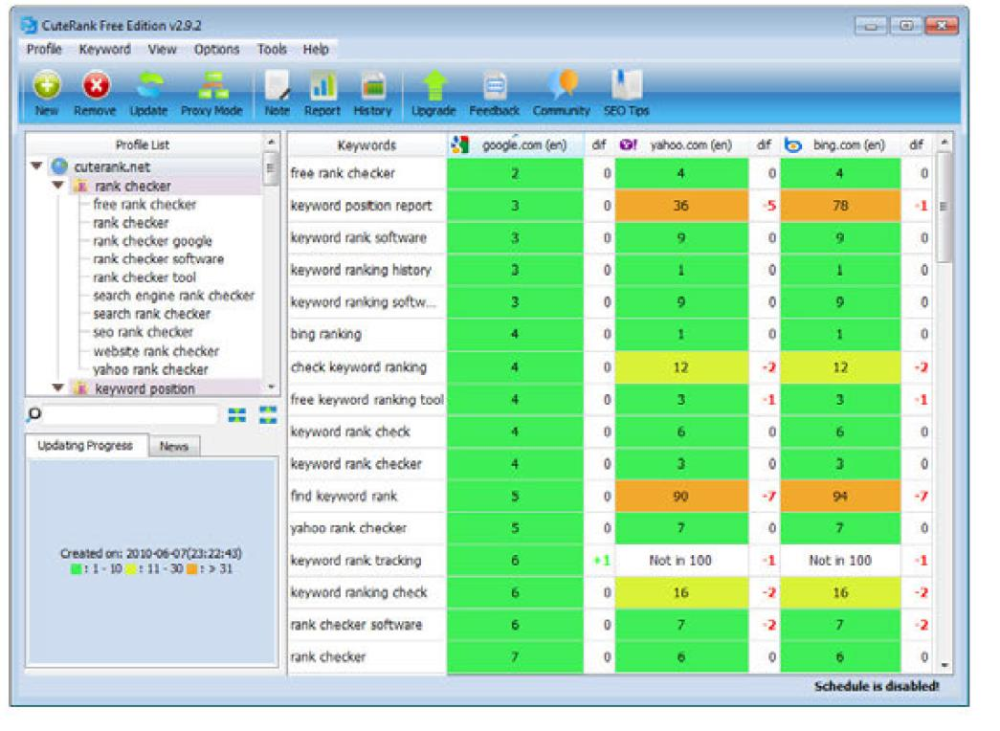 CuteRank Free Edition v2.9.2
Profile Keyword View Options Tools Help
New Remove Update Proxy Mode Note Report History Upgrade Feedback Community SEO Tips
Profile List
cuterank.net
rank checker
free rank checker
rank checker
rank checker google
rank checker software
rank checker tool
search engine rank checker
search rank checker
seo rank checker
website rank checker
yahoo rank checker
keyword position
Updating Progress News
Created on: 2010-06-07(23:22:43)
: 1 - 10 : 11 - 30 : > 31
Keywords google.com (en) dif Y! yahoo.com (en) dif b bing.com (en) dif
free rank checker 2 0 4 0 4 0
keyword position report 3 0 36 -5 78 -1
keyword rank software 3 0 9 0 9 0
keyword ranking history 3 0 1 0 1 0
keyword ranking softw... 3 0 9 0 9 0
bing ranking 4 0 1 0 1 0
check keyword ranking 4 0 12 -2 12 -2
free keyword ranking tool 4 0 3 -1 3 -1
keyword rank check 4 0 6 0 6 0
keyword rank checker 4 0 3 0 3 0
find keyword rank 5 0 90 -7 94 -7
yahoo rank checker 5 0 7 0 7 0
keyword rank tracking 6 +1 Not in 100 -1 Not in 100 -1
keyword ranking check 6 0 16 -2 16 -2
rank checker software 6 0 7 -2 7 -2
rank checker 7 0 6 0 6 0
Schedule is disabled!